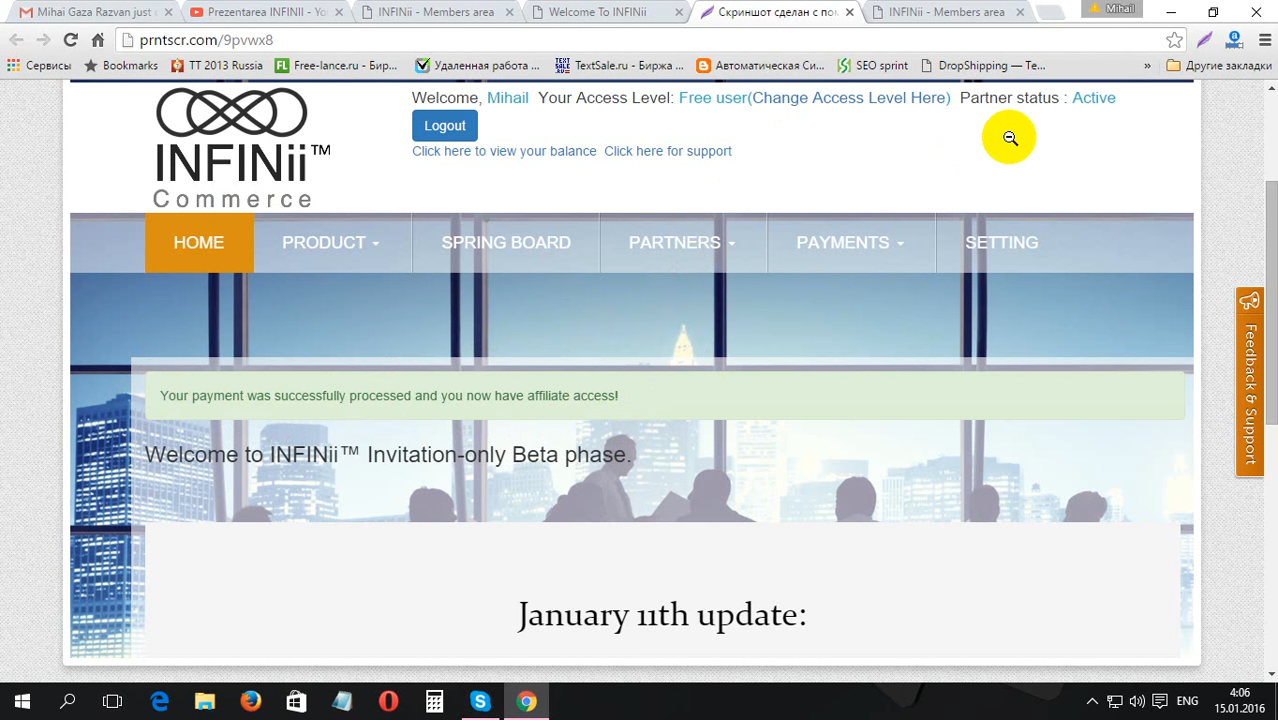 Mihai Gaza Razvan just
Prezentarea INFINII - Yo
INFINii - Members area
Welcome To INFINii
Скриншот сделан с пом
INFINii - Members area
Mihail
prntscr.com/9pvwx8
Сервисы
Bookmarks
TT 2013 Russia
Free-lance.ru - Бир...
Удаленная работа ...
TextSale.ru - Биржа ...
Автоматическая Си...
SEO sprint
DropShipping — Те...
»
Другие закладки
Welcome, Mihail Your Access Level: Free user(Change Access Level Here) Partner status : Active
Logout
Click here to view your balance Click here for support
INFINii™
Commerce
HOME
PRODUCT
SPRING BOARD
PARTNERS
PAYMENTS
SETTING
Your payment was successfully processed and you now have affiliate access!
Welcome to INFINii™ Invitation-only Beta phase.
January 11th update:
Feedback & Support
ENG
4:06
15.01.2016